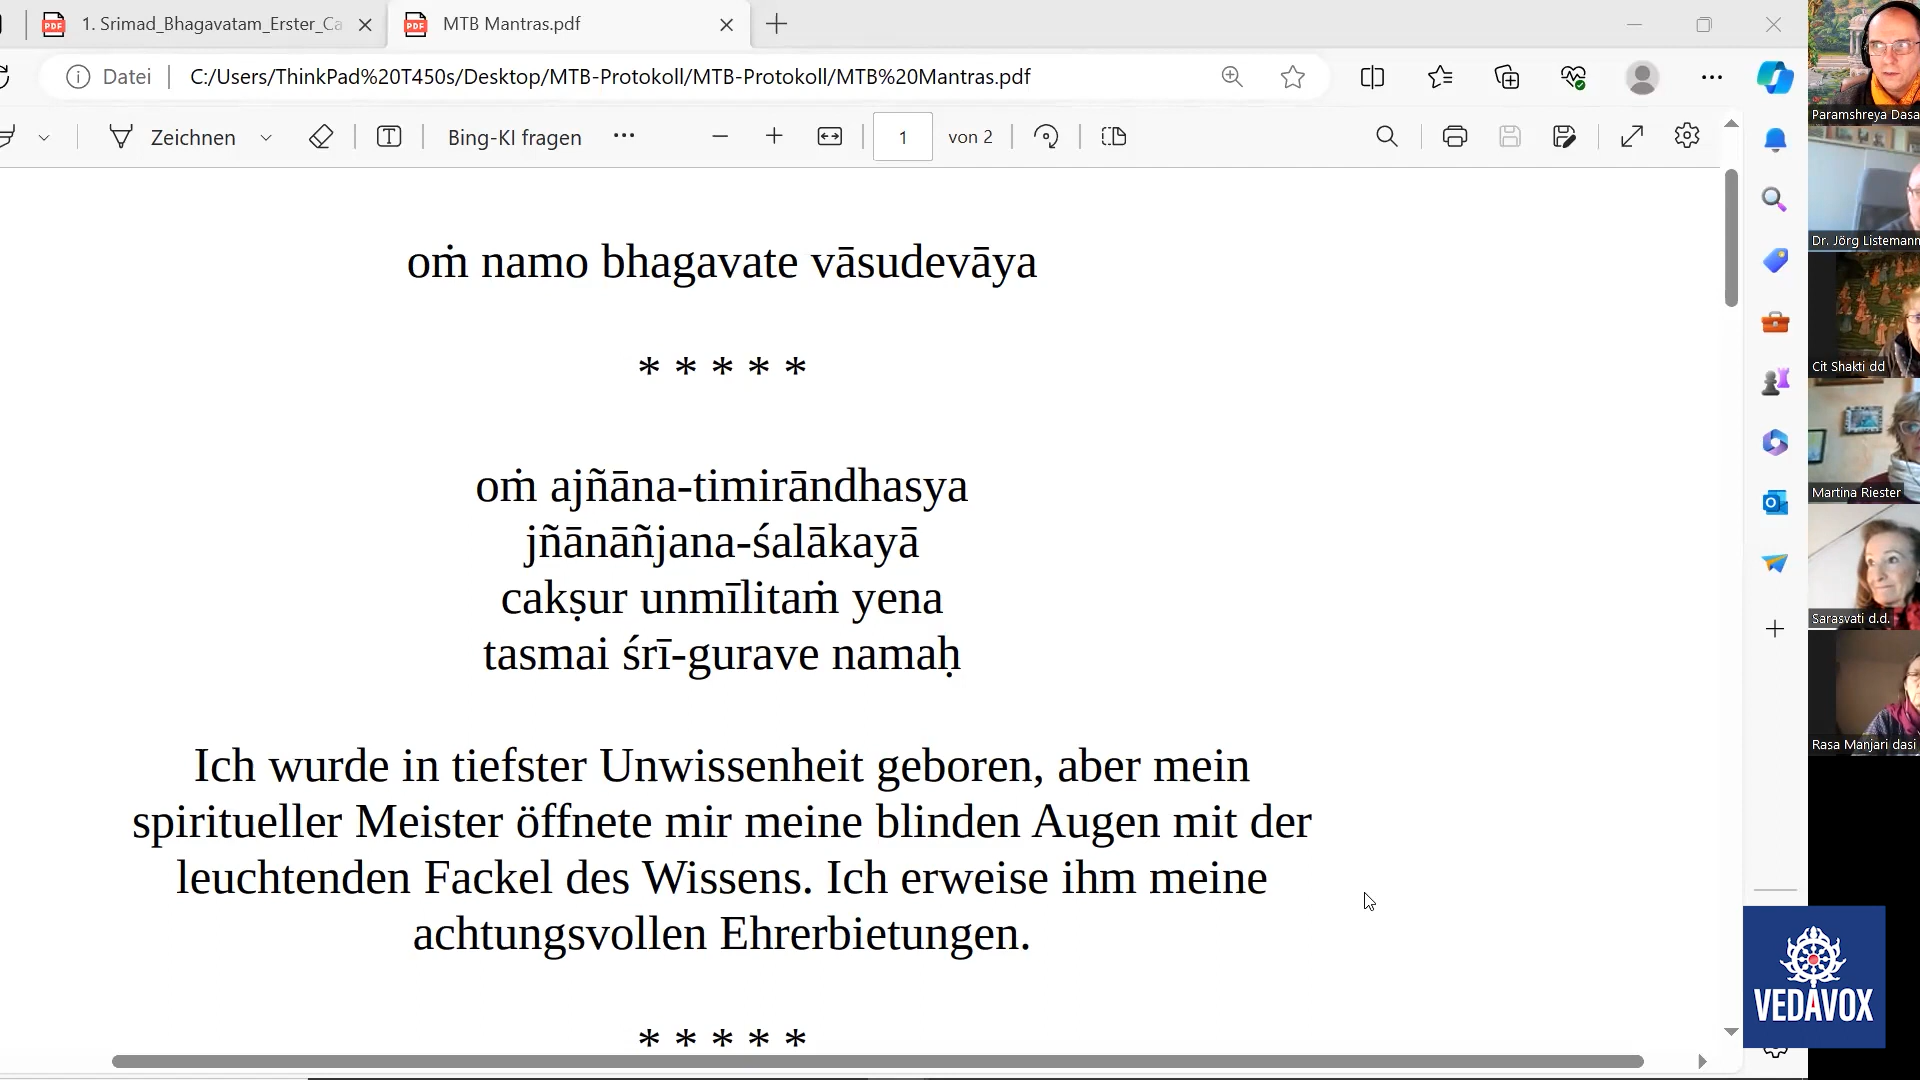 1. Srimad_Bhagavatam_Erster_Ca
MTB Mantras.pdf
Datei
C:/Users/ThinkPad%20T450s/Desktop/MTB-Protokoll/MTB-Protokoll/MTB%20Mantras.pdf
Zeichnen
Bing-KI fragen
1 von 2
oṁ namo bhagavate vāsudevāya
* * * * *
oṁ ajñāna-timirāndhasya
jñānāñjana-śalākayā
cakṣur unmīlitaṁ yena
tasmai śrī-gurave namaḥ
Ich wurde in tiefster Unwissenheit geboren, aber mein
spiritueller Meister öffnete mir meine blinden Augen mit der
leuchtenden Fackel des Wissens. Ich erweise ihm meine
achtungsvollen Ehrerbietungen.
* * * * *
Paramshreya Dasa
Dr. Jörg Listemann
Cit Shakti dd
Martina Riester
Sarasvati d.d.
Rasa Manjari dasi
VEDAVOX